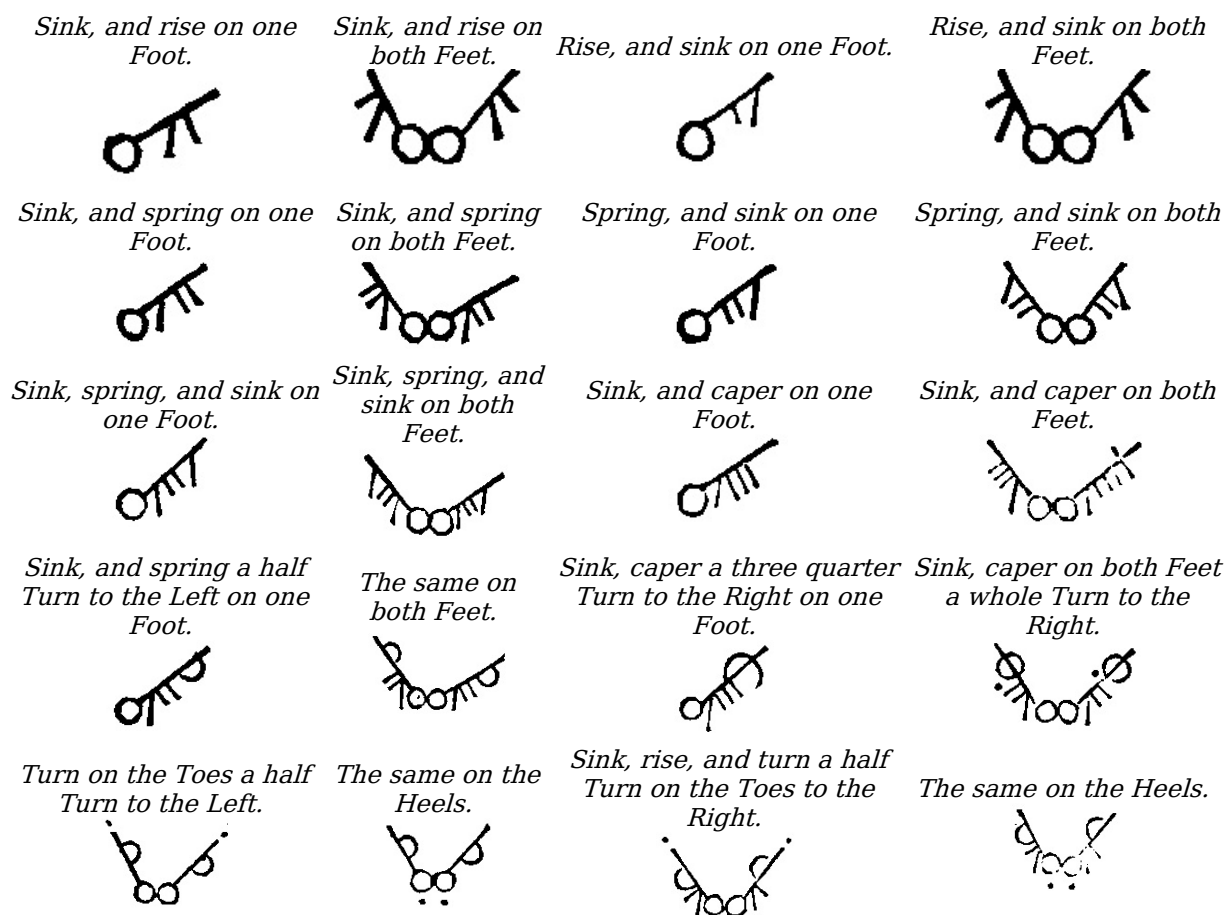 Sink, and rise on one
Foot.
Sink, and rise on
both Feet.
Rise, and sink on one Foot.
Rise, and sink on both
Feet.
Sink, and spring on one
Foot.
Sink, and spring
on both Feet.
Spring, and sink on one
Foot.
Spring, and sink on both
Feet.
Sink, spring, and sink on
one Foot.
Sink, spring, and
sink on both
Feet.
Sink, and caper on one
Foot.
Sink, and caper on both
Feet.
Sink, and spring a half
Turn to the Left on one
Foot.
The same on
both Feet.
Sink, caper a three quarter
Turn to the Right on one
Foot.
Sink, caper on both Feet
a whole Turn to the
Right.
Turn on the Toes a half
Turn to the Left.
The same on the
Heels.
Sink, rise, and turn a half
Turn on the Toes to the
Right.
The same on the Heels.